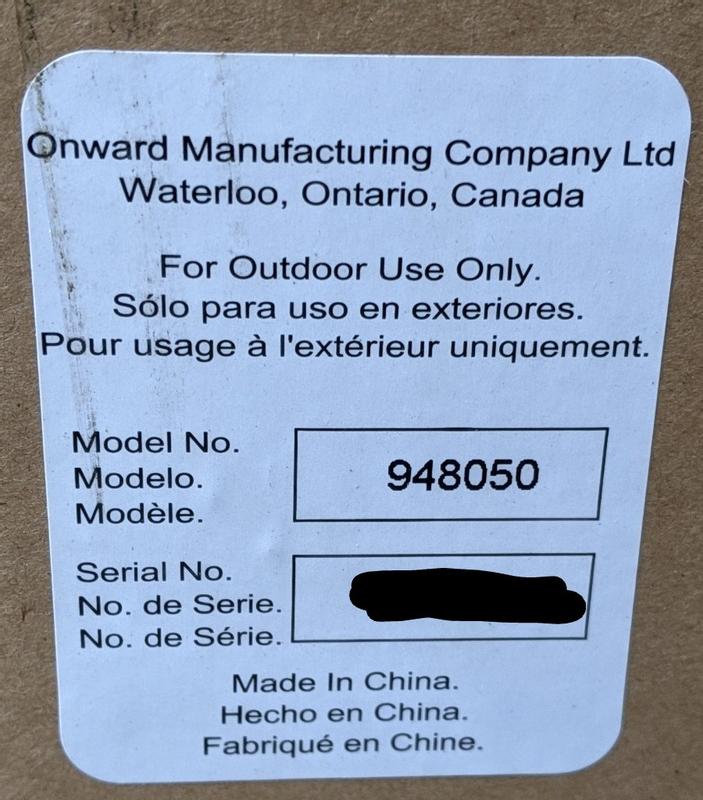 Onward Manufacturing Company Ltd
Waterloo, Ontario, Canada
For Outdoor Use Only.
Sólo para uso en exteriores.
Pour usage à l'extérieur uniquement.
Model No.
Modelo.
Modèle.
948050
Serial No.
No. de Serie.
No. de Série.
Made In China.
Hecho en China.
Fabriqué en Chine.